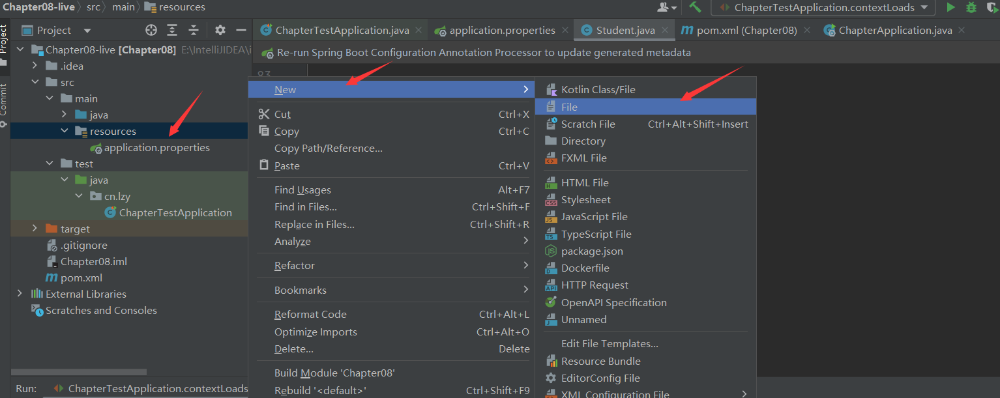 Chapter08-live src main resources
ChapterTestApplication.contextLoads
Project
Project
Commit
ChapterTestApplication.java
application.properties
Student.java
pom.xml (Chapter08)
ChapterApplication.java
Re-run Spring Boot Configuration Annotation Processor to update generated metadata
83
Chapter08-live [Chapter08] E:\IntelliJIDEA\i
.idea
src
main
java
resources
application.properties
test
java
cn.lzy
ChapterTestApplication
target
.gitignore
Chapter08.iml
pom.xml
External Libraries
Scratches and Consoles
Run: ChapterTestApplication.contextLoads
New
Cut Ctrl+X
Copy Ctrl+C
Copy Path/Reference...
Paste Ctrl+V
Find Usages Alt+F7
Find in Files... Ctrl+Shift+F
Replace in Files... Ctrl+Shift+R
Analyze
Refactor
Bookmarks
Reformat Code Ctrl+Alt+L
Optimize Imports Ctrl+Alt+O
Delete... Delete
Build Module 'Chapter08'
Rebuild '<default>' Ctrl+Shift+F9
Kotlin Class/File
File
Scratch File Ctrl+Alt+Shift+Insert
Directory
FXML File
HTML File
Stylesheet
JavaScript File
TypeScript File
package.json
Dockerfile
HTTP Request
OpenAPI Specification
Unnamed
Edit File Templates...
Resource Bundle
EditorConfig File
XML Configuration File